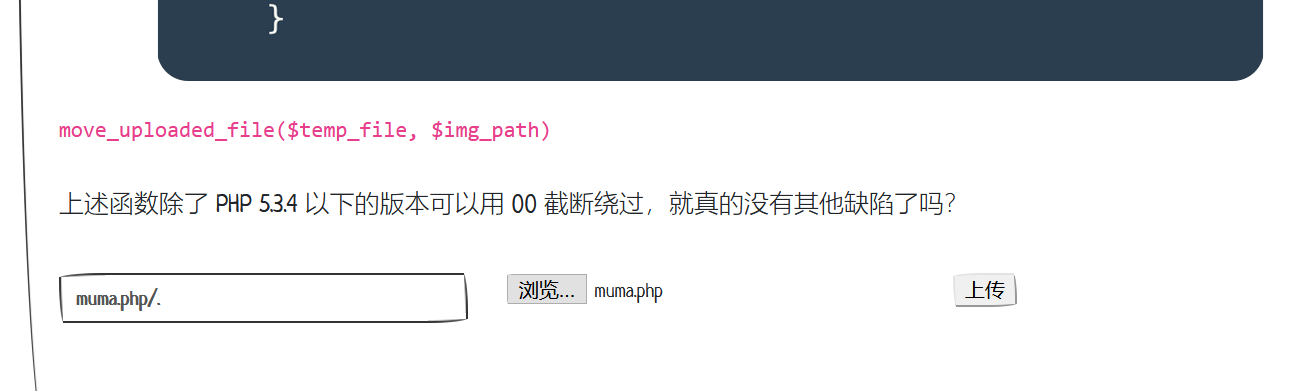 }
move_uploaded_file($temp_file, $img_path)
上述函数除了 PHP 5.3.4 以下的版本可以用 00 截断绕过，就真的没有其他缺陷了吗？
muma.php/. 浏览... muma.php 上传